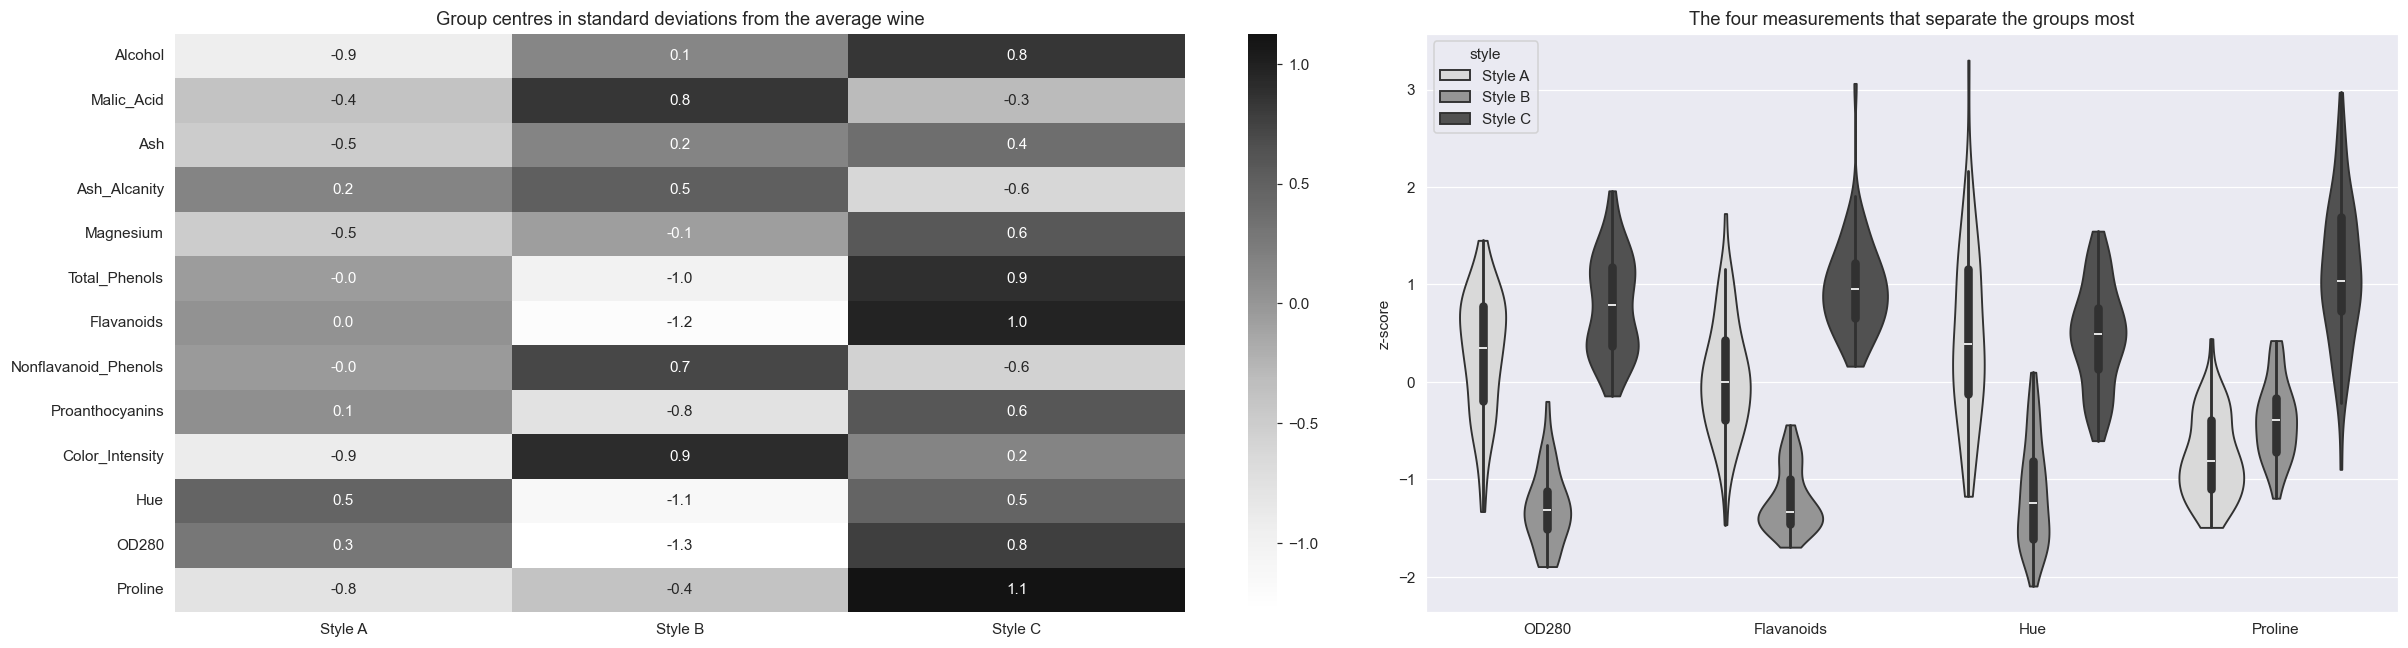 Group centres in standard deviations from the average wine
Alcohol -0.9 0.1 0.8
Malic_Acid -0.4 0.8 -0.3
Ash -0.5 0.2 0.4
Ash_Alcanity 0.2 0.5 -0.6
Magnesium -0.5 -0.1 0.6
Total_Phenols -0.0 -1.0 0.9
Flavanoids 0.0 -1.2 1.0
Nonflavanoid_Phenols -0.0 0.7 -0.6
Proanthocyanins 0.1 -0.8 0.6
Color_Intensity -0.9 0.9 0.2
Hue 0.5 -1.1 0.5
OD280 0.3 -1.3 0.8
Proline -0.8 -0.4 1.1
Style A Style B Style C
1.0
0.5
0.0
−0.5
−1.0
The four measurements that separate the groups most
style
Style A
Style B
Style C
z-score
3
2
1
0
−1
−2
OD280 Flavanoids Hue Proline